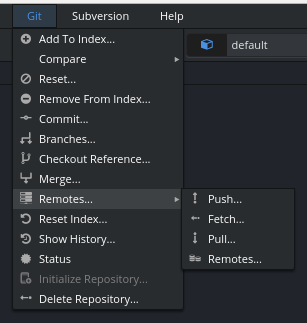 Git Subversion Help
default
Add To Index...
Compare
Reset...
Remove From Index...
Commit...
Branches...
Checkout Reference...
Merge...
Remotes...
Reset Index...
Show History...
Status
Initialize Repository...
Delete Repository...
Push...
Fetch...
Pull...
Remotes...